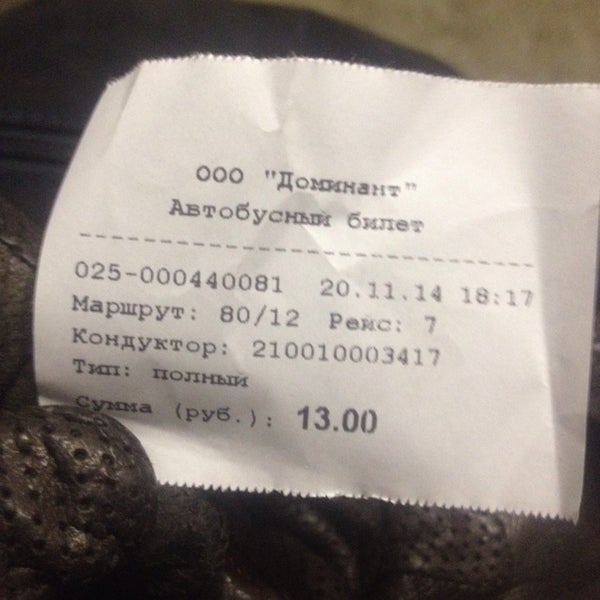 ООО "Доминант"
Автобусный билет
------------------------------
025-000440081 20.11.14 18:17
Маршрут: 80/12 Рейс: 7
Кондуктор: 210010003417
Тип: полный
Сумма (руб.): 13.00